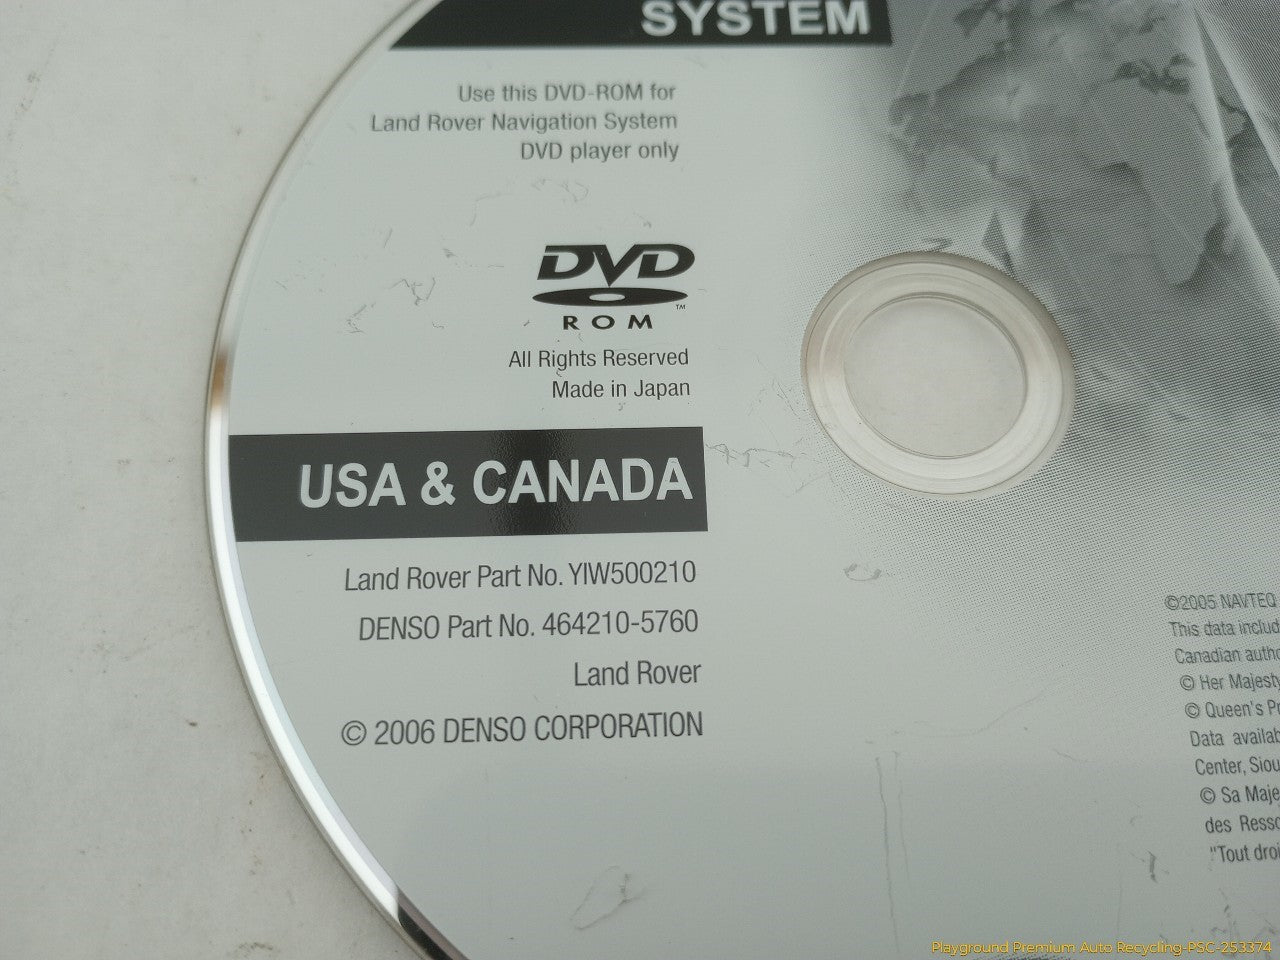 SYSTEM
Use this DVD-ROM for
Land Rover Navigation System
DVD player only
DVD
TM
ROM
All Rights Reserved
Made in Japan
USA & CANADA
Land Rover Part No. YIW500210
DENSO Part No. 464210-5760
Land Rover
© 2006 DENSO CORPORATION
©2005 NAVTEQ
This data includ
Canadian autho
© Her Majesty
© Queen's Pr
Data availab
Center, Siou
© Sa Maje
des Resso
"Tout droi
Playground Premium Auto Recycling-PSC-253374